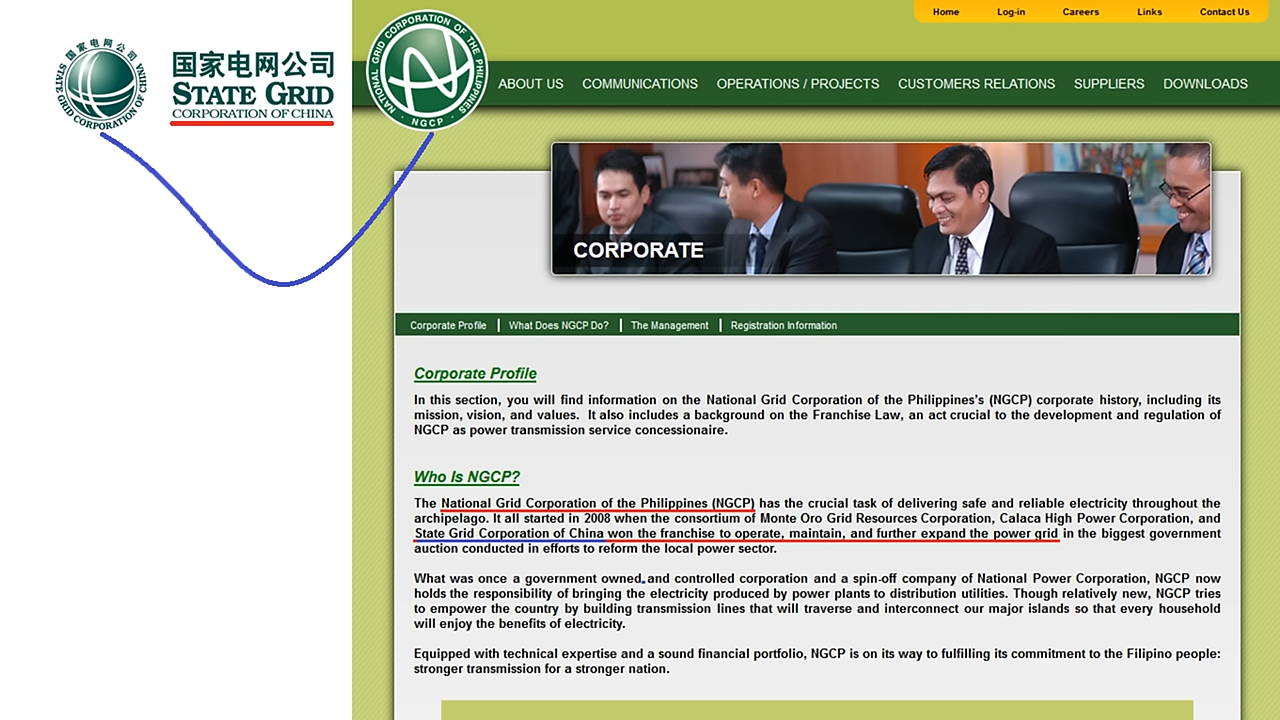 国家电网公司
STATE GRID CORPORATION OF CHINA
国家电网公司
STATE GRID
CORPORATION OF CHINA
NATIONAL GRID CORPORATION OF THE PHILIPPINES
· NGCP ·
Home Log-in Careers Links Contact Us
ABOUT US COMMUNICATIONS OPERATIONS / PROJECTS CUSTOMERS RELATIONS SUPPLIERS DOWNLOADS
CORPORATE
Corporate Profile What Does NGCP Do? The Management Registration Information
Corporate Profile
In this section, you will find information on the National Grid Corporation of the Philippines's (NGCP) corporate history, including its
mission, vision, and values. It also includes a background on the Franchise Law, an act crucial to the development and regulation of
NGCP as power transmission service concessionaire.
Who Is NGCP?
The National Grid Corporation of the Philippines (NGCP) has the crucial task of delivering safe and reliable electricity throughout the
archipelago. It all started in 2008 when the consortium of Monte Oro Grid Resources Corporation, Calaca High Power Corporation, and
State Grid Corporation of China won the franchise to operate, maintain, and further expand the power grid in the biggest government
auction conducted in efforts to reform the local power sector.
What was once a government owned and controlled corporation and a spin-off company of National Power Corporation, NGCP now
holds the responsibility of bringing the electricity produced by power plants to distribution utilities. Though relatively new, NGCP tries
to empower the country by building transmission lines that will traverse and interconnect our major islands so that every household
will enjoy the benefits of electricity.
Equipped with technical expertise and a sound financial portfolio, NGCP is on its way to fulfilling its commitment to the Filipino people:
stronger transmission for a stronger nation.